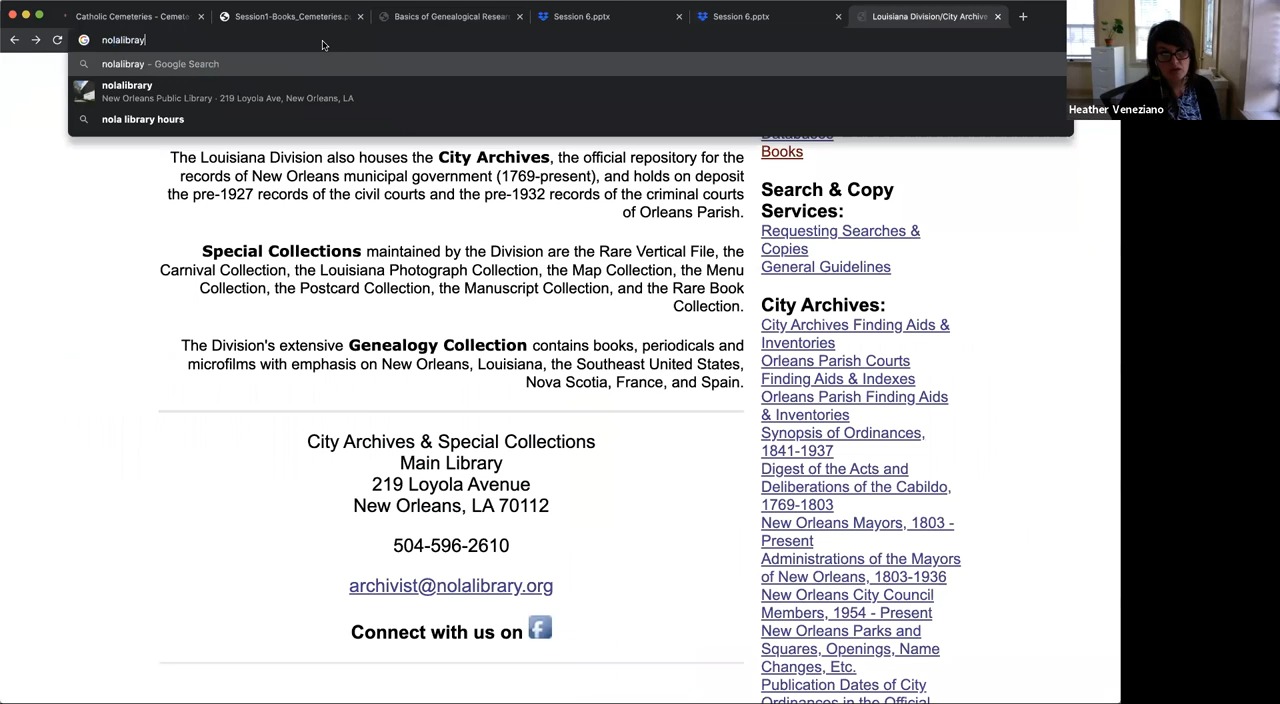 Catholic Cemeteries - Cemete
Session1-Books_Cemeteries.p
Basics of Genealogical Resear
Session 6.pptx
Session 6.pptx
Louisiana Division/City Archive
nolalibray
nolalibray – Google Search
nolalibrary
New Orleans Public Library · 219 Loyola Ave, New Orleans, LA
nola library hours
Heather Veneziano
The Louisiana Division also houses the City Archives, the official repository for the
records of New Orleans municipal government (1769-present), and holds on deposit
the pre-1927 records of the civil courts and the pre-1932 records of the criminal courts
of Orleans Parish.
Special Collections maintained by the Division are the Rare Vertical File, the
Carnival Collection, the Louisiana Photograph Collection, the Map Collection, the Menu
Collection, the Postcard Collection, the Manuscript Collection, and the Rare Book
Collection.
The Division's extensive Genealogy Collection contains books, periodicals and
microfilms with emphasis on New Orleans, Louisiana, the Southeast United States,
Nova Scotia, France, and Spain.
City Archives & Special Collections
Main Library
219 Loyola Avenue
New Orleans, LA 70112
504-596-2610
archivist@nolalibrary.org
Connect with us on
Databases
Books
Search & Copy
Services:
Requesting Searches &
Copies
General Guidelines
City Archives:
City Archives Finding Aids &
Inventories
Orleans Parish Courts
Finding Aids & Indexes
Orleans Parish Finding Aids
& Inventories
Synopsis of Ordinances,
1841-1937
Digest of the Acts and
Deliberations of the Cabildo,
1769-1803
New Orleans Mayors, 1803 -
Present
Administrations of the Mayors
of New Orleans, 1803-1936
New Orleans City Council
Members, 1954 - Present
New Orleans Parks and
Squares, Openings, Name
Changes, Etc.
Publication Dates of City
Ordinances in the Official